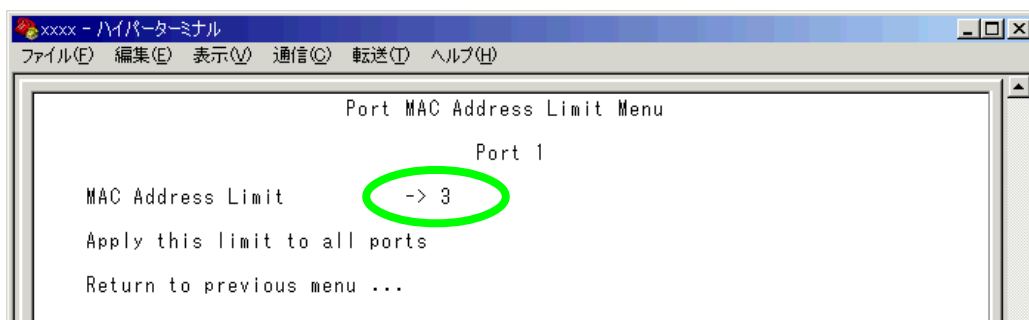 xxxx - ハイパーターミナル
ファイル(F) 編集(E) 表示(V) 通信(C) 転送(T) ヘルプ(H)
Port MAC Address Limit Menu
Port 1
MAC Address Limit -> 3
Apply this limit to all ports
Return to previous menu ...